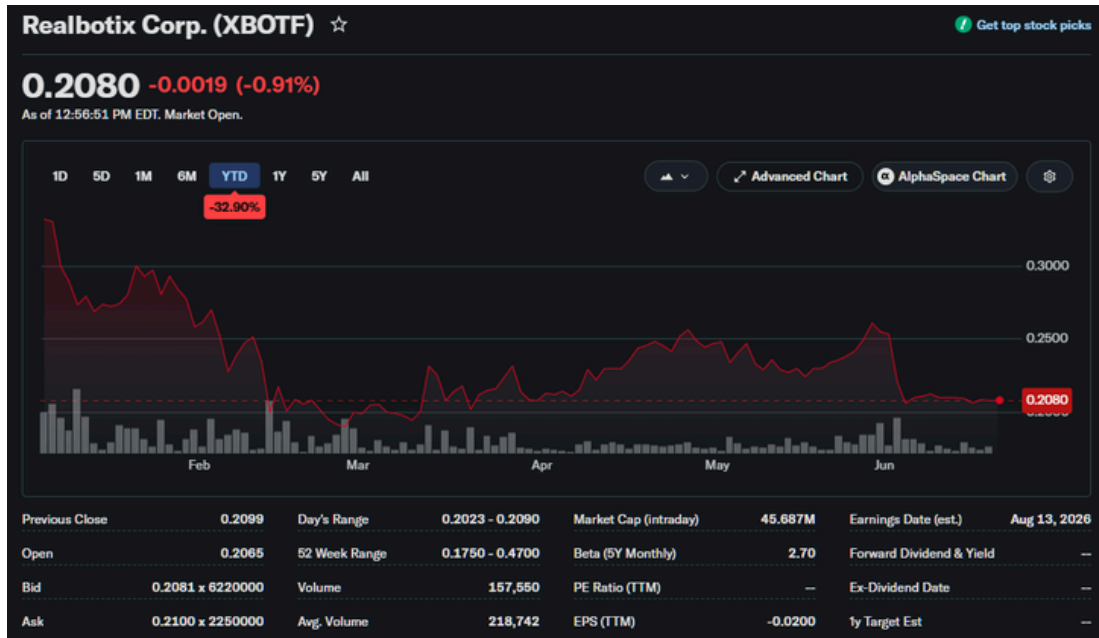 Realbotix Corp. (XBOTF)
Get top stock picks
0.2080 -0.0019 (-0.91%)
As of 12:56:51 PM EDT. Market Open.
1D 5D 1M 6M YTD 1Y 5Y All
Advanced Chart
AlphaSpace Chart
-32.90%
0.3000
0.2500
0.2080
Feb Mar Apr May Jun
Previous Close 0.2099 Day's Range 0.2023 - 0.2090 Market Cap (intraday) 45.687M Earnings Date (est.) Aug 13, 2026
Open 0.2065 52 Week Range 0.1750 - 0.4700 Beta (5Y Monthly) 2.70 Forward Dividend & Yield --
Bid 0.2081 x 6220000 Volume 157,550 PE Ratio (TTM) -- Ex-Dividend Date --
Ask 0.2100 x 2250000 Avg. Volume 218,742 EPS (TTM) -0.0200 1y Target Est --